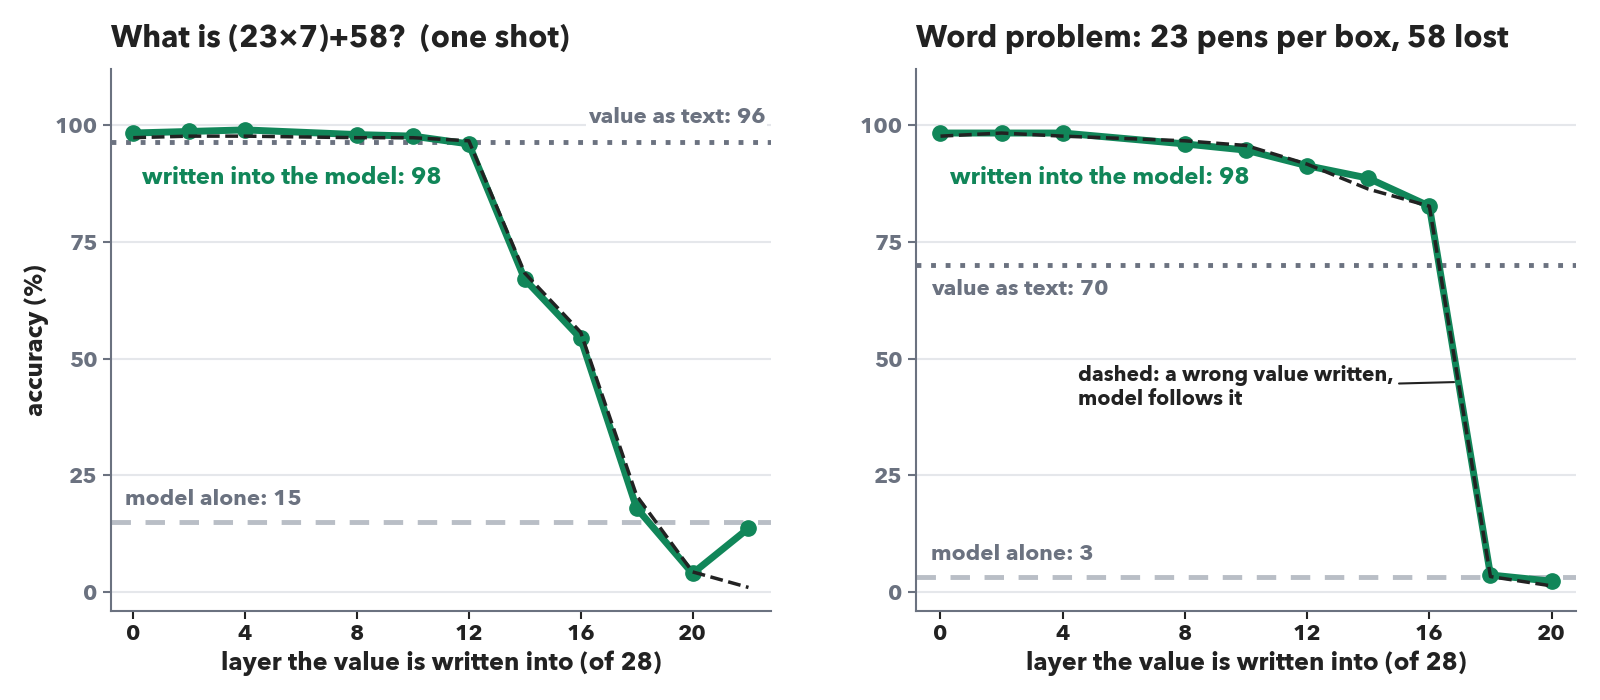 What is (23×7)+58? (one shot)
accuracy (%)
100
75
50
25
0
value as text: 96
written into the model: 98
model alone: 15
0 4 8 12 16 20
layer the value is written into (of 28)
Word problem: 23 pens per box, 58 lost
100
75
50
25
0
written into the model: 98
value as text: 70
dashed: a wrong value written,
model follows it
model alone: 3
0 4 8 12 16 20
layer the value is written into (of 28)